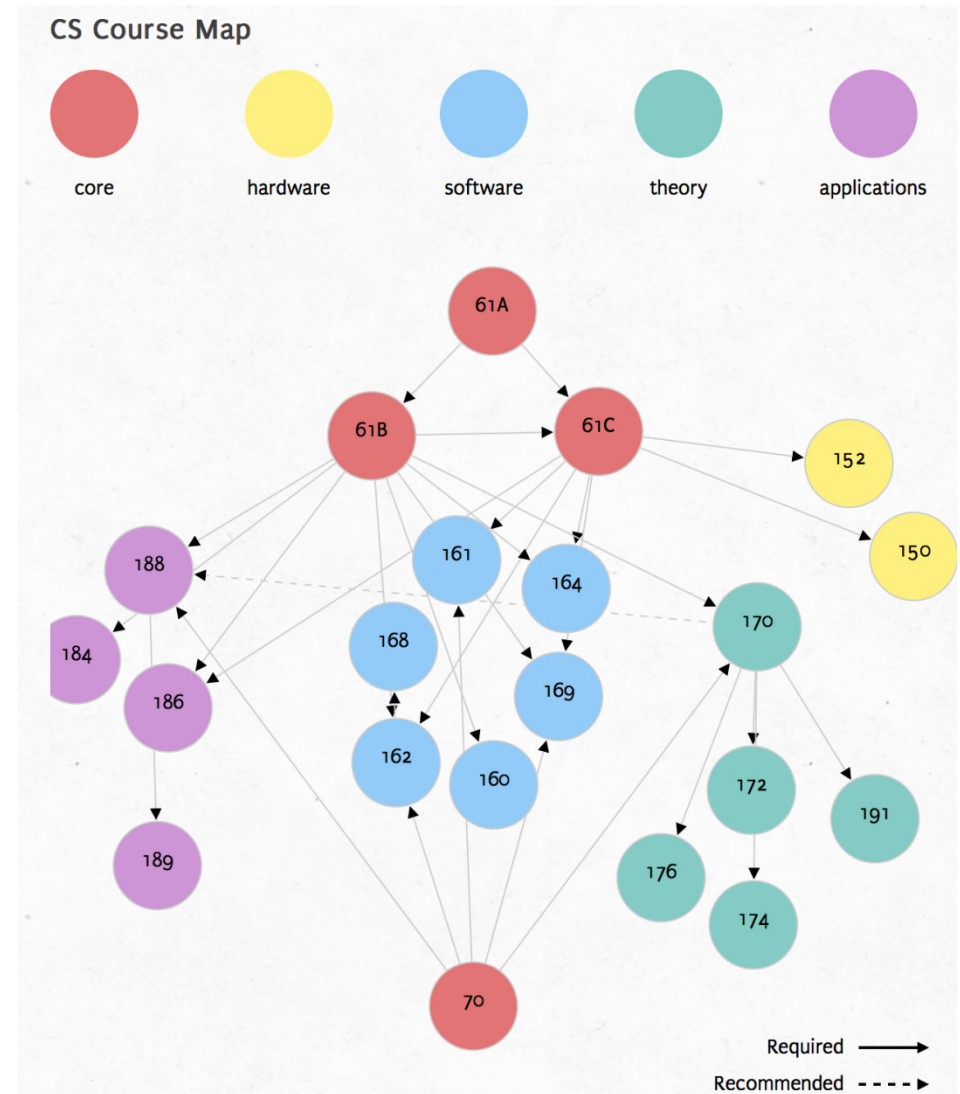 CS Course Map
core hardware software theory applications
61A
61B 61C
152
150
161
188 164
170
184 168
186 169
162 160 172 191
189 176
174
70
Required
Recommended